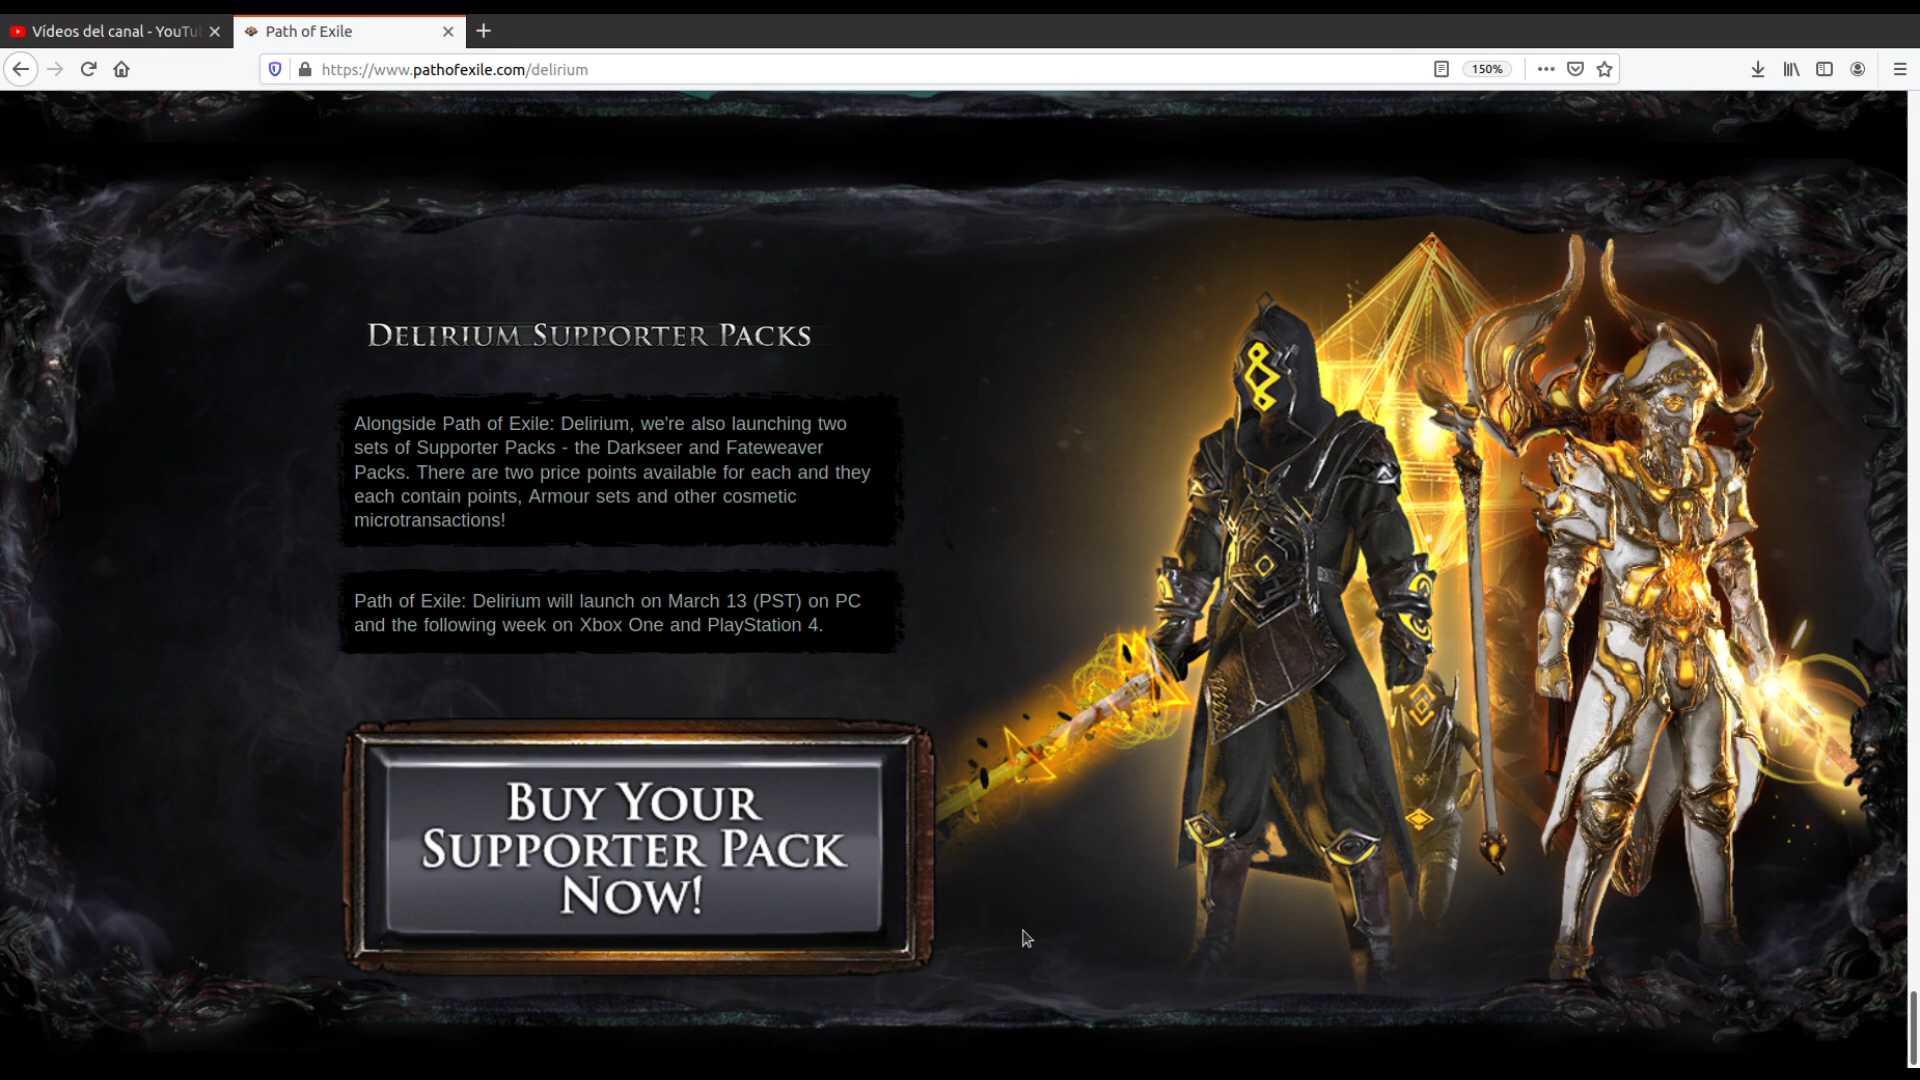 Vídeos del canal - YouTu
Path of Exile
https://www.pathofexile.com/delirium
150%
Delirium Supporter Packs
Alongside Path of Exile: Delirium, we're also launching two
sets of Supporter Packs - the Darkseer and Fateweaver
Packs. There are two price points available for each and they
each contain points, Armour sets and other cosmetic
microtransactions!
Path of Exile: Delirium will launch on March 13 (PST) on PC
and the following week on Xbox One and PlayStation 4.
Buy Your
Supporter Pack
Now!